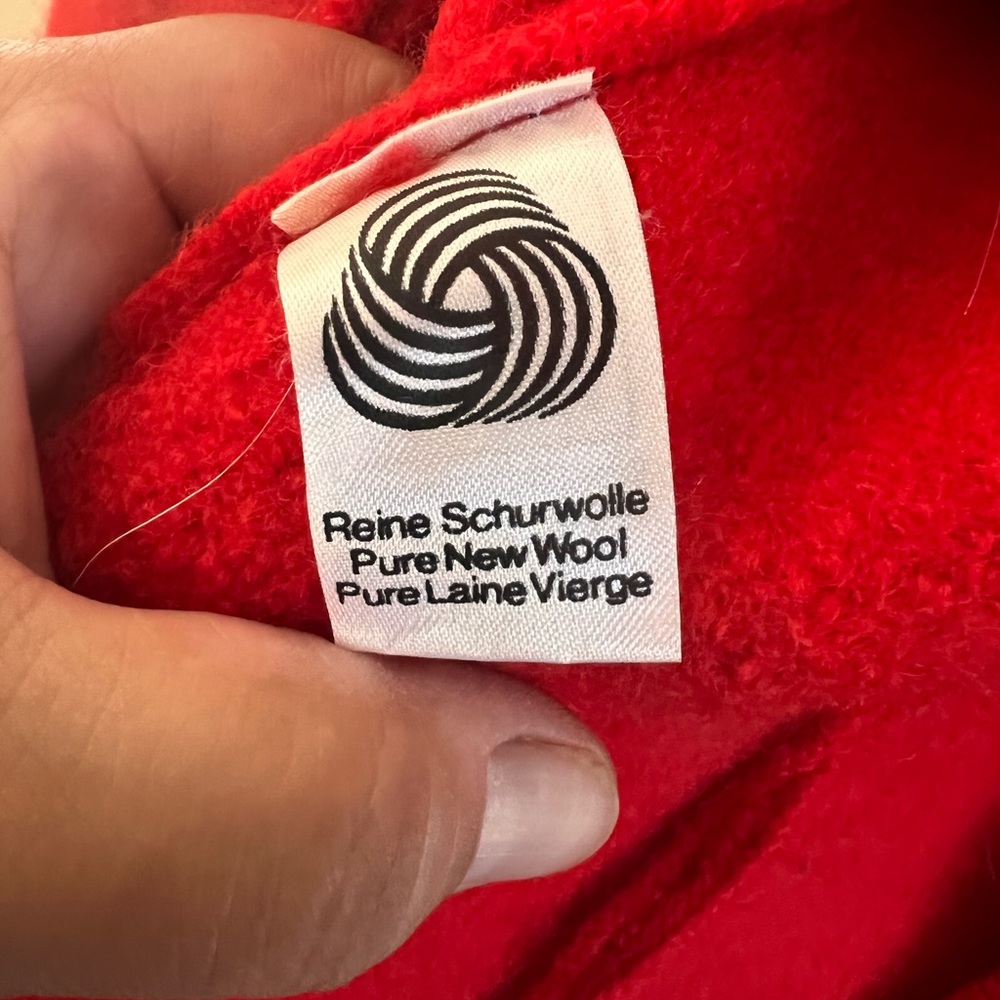 Reine Schurwolle
Pure New Wool
Pure Laine Vierge